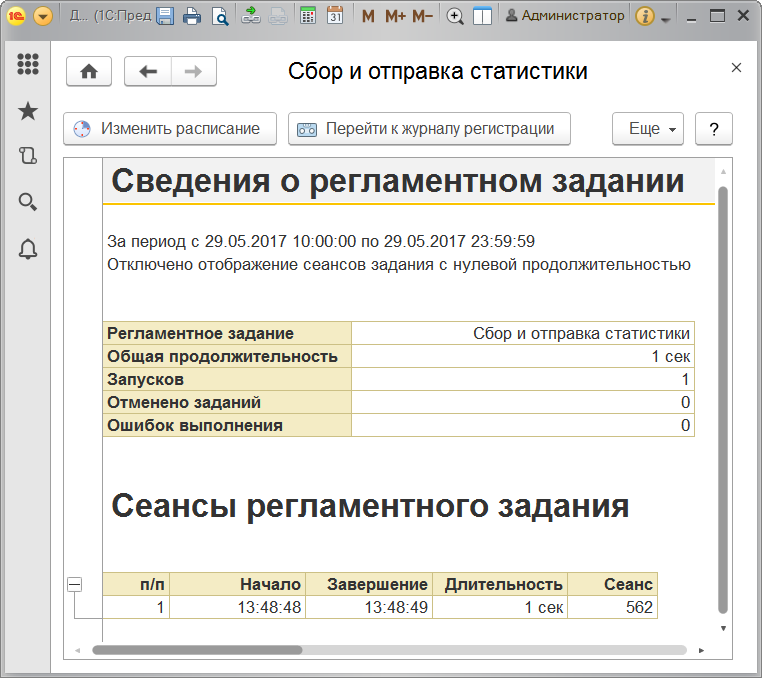 1С Д... (1С:Пред M M+ M− Администратор
Сбор и отправка статистики
Изменить расписание Перейти к журналу регистрации Еще ?
Сведения о регламентном задании
За период с 29.05.2017 10:00:00 по 29.05.2017 23:59:59
Отключено отображение сеансов задания с нулевой продолжительностью
Регламентное задание Сбор и отправка статистики
Общая продолжительность 1 сек
Запусков 1
Отменено заданий 0
Ошибок выполнения 0
Сеансы регламентного задания
п/п Начало Завершение Длительность Сеанс
1 13:48:48 13:48:49 1 сек 562